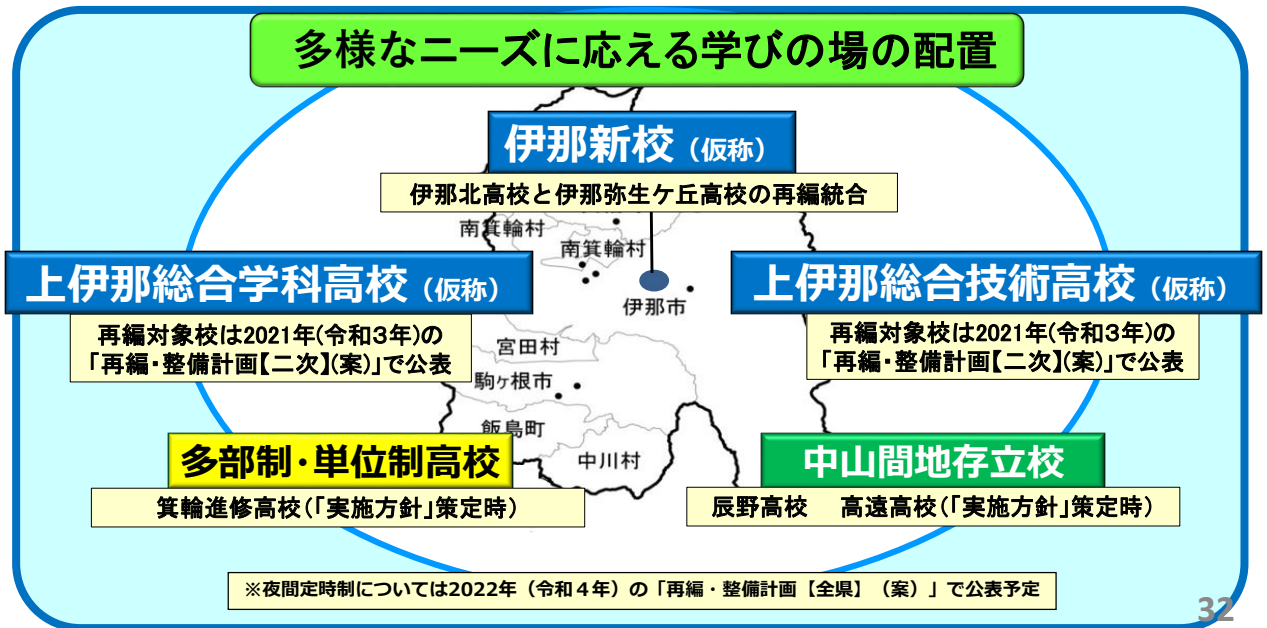 多様なニーズに応える学びの場の配置
伊那新校（仮称）
伊那北高校と伊那弥生ケ丘高校の再編統合
南箕輪村
南箕輪村
伊那市
上伊那総合学科高校（仮称）
再編対象校は2021年(令和3年)の
「再編・整備計画【二次】(案)」で公表
上伊那総合技術高校（仮称）
再編対象校は2021年(令和3年)の
「再編・整備計画【二次】(案)」で公表
宮田村
駒ヶ根市
飯島町
中川村
多部制・単位制高校
箕輪進修高校(「実施方針」策定時)
中山間地存立校
辰野高校　高遠高校(「実施方針」策定時)
※夜間定時制については2022年（令和４年）の「再編・整備計画【全県】（案）」で公表予定
32